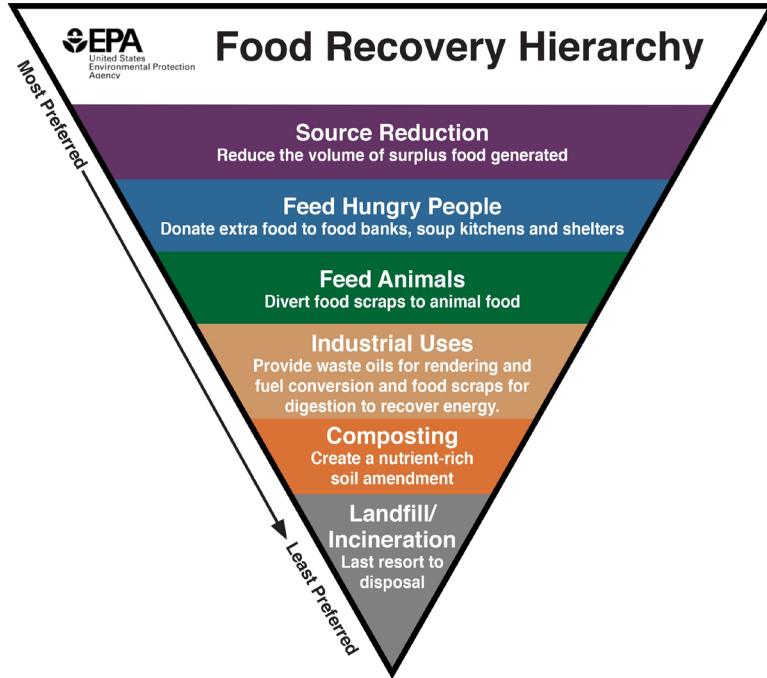 EPA
United States
Environmental Protection
Agency
Food Recovery Hierarchy
Most Preferred
Source Reduction
Reduce the volume of surplus food generated
Feed Hungry People
Donate extra food to food banks, soup kitchens and shelters
Feed Animals
Divert food scraps to animal food
Industrial Uses
Provide waste oils for rendering and
fuel conversion and food scraps for
digestion to recover energy.
Composting
Create a nutrient-rich
soil amendment
Landfill/
Incineration
Last resort to
disposal
Least Preferred